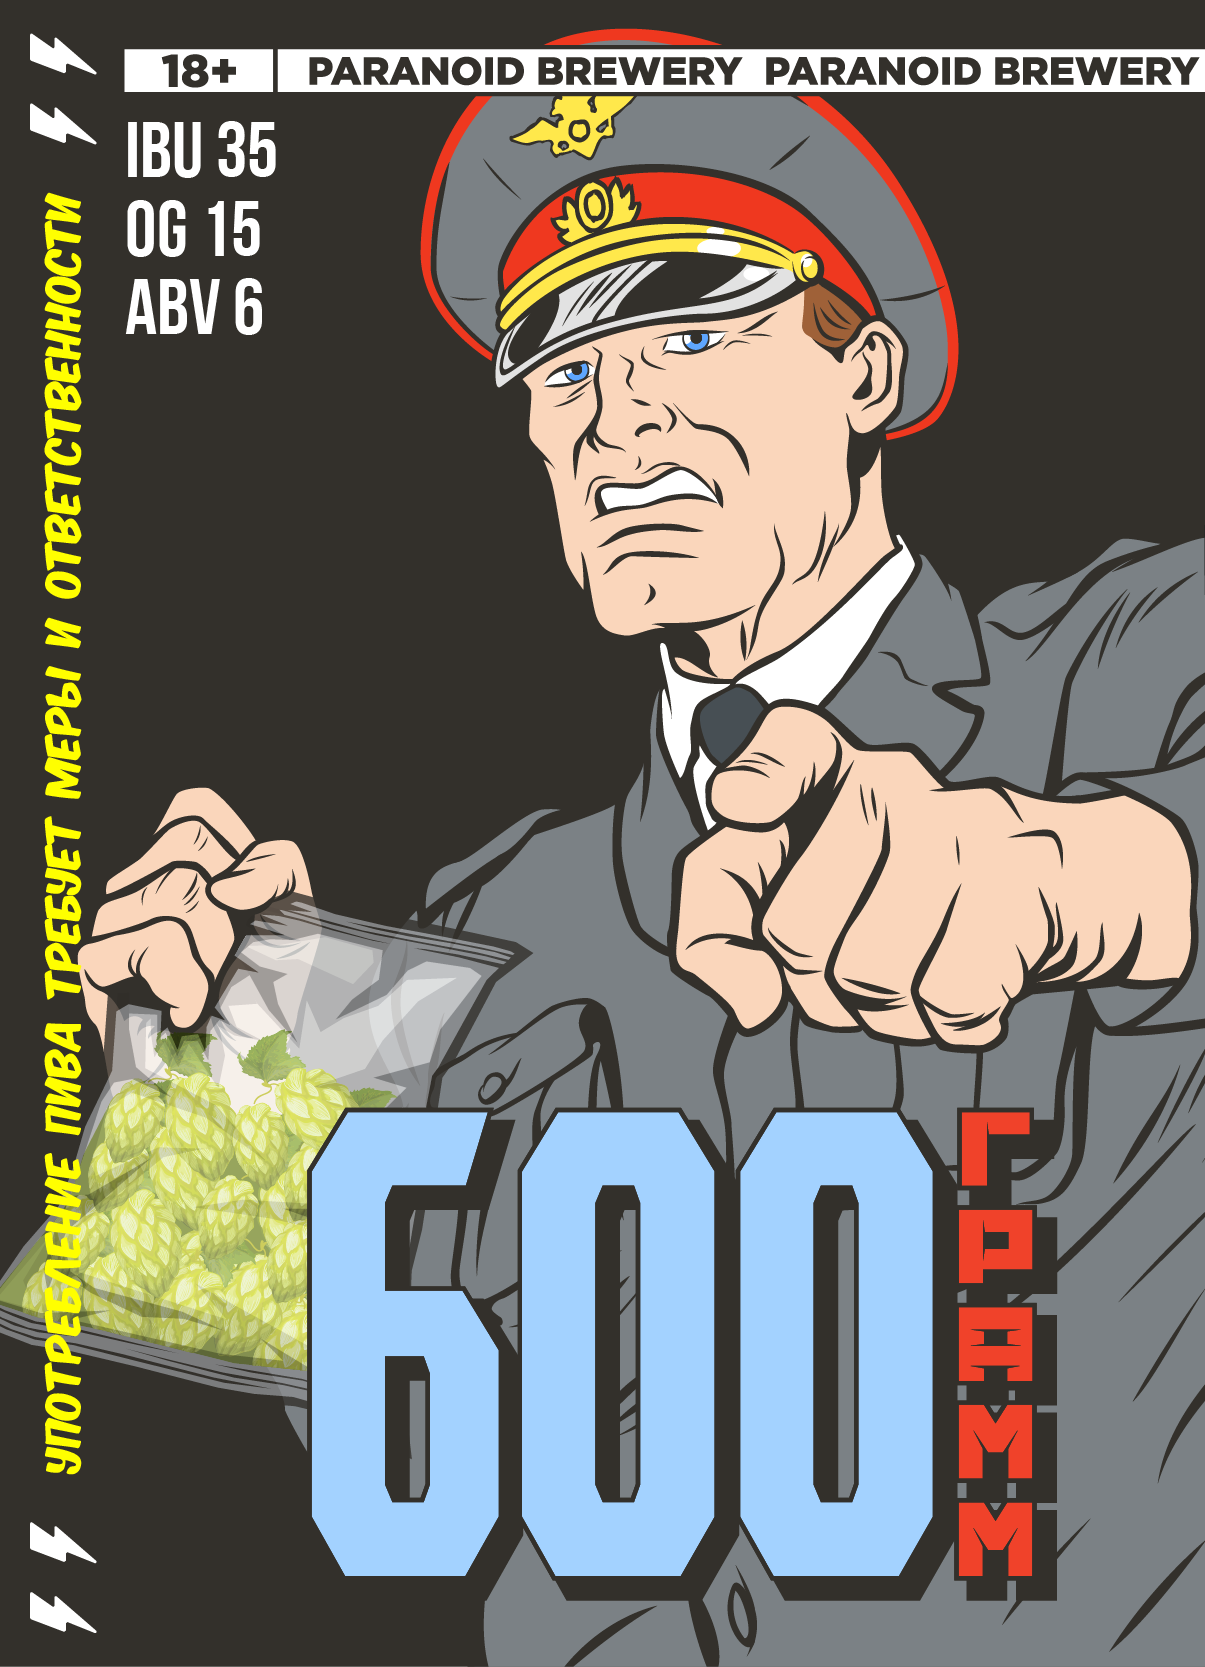 18+
PARANOID BREWERY PARANOID BREWERY
IBU 35
OG 15
ABV 6
УПОТРЕБЛЕНИЕ ПИВА ТРЕБУЕТ МЕРЫ И ОТВЕТСТВЕННОСТИ
600
ГРАММ